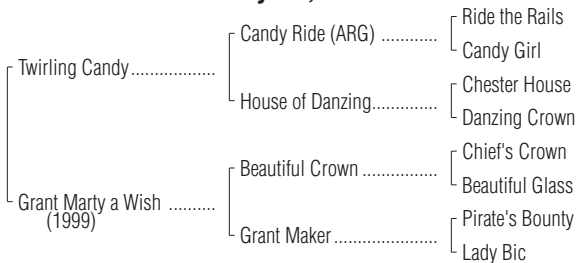 Ride the Rails
Candy Ride (ARG) ............
Candy Girl
Twirling Candy..................
Chester House
House of Danzing..............
Danzing Crown
Chief's Crown
Beautiful Crown ................
Beautiful Glass
Grant Marty a Wish ..........
(1999)
Pirate's Bounty
Grant Maker......................
Lady Bic